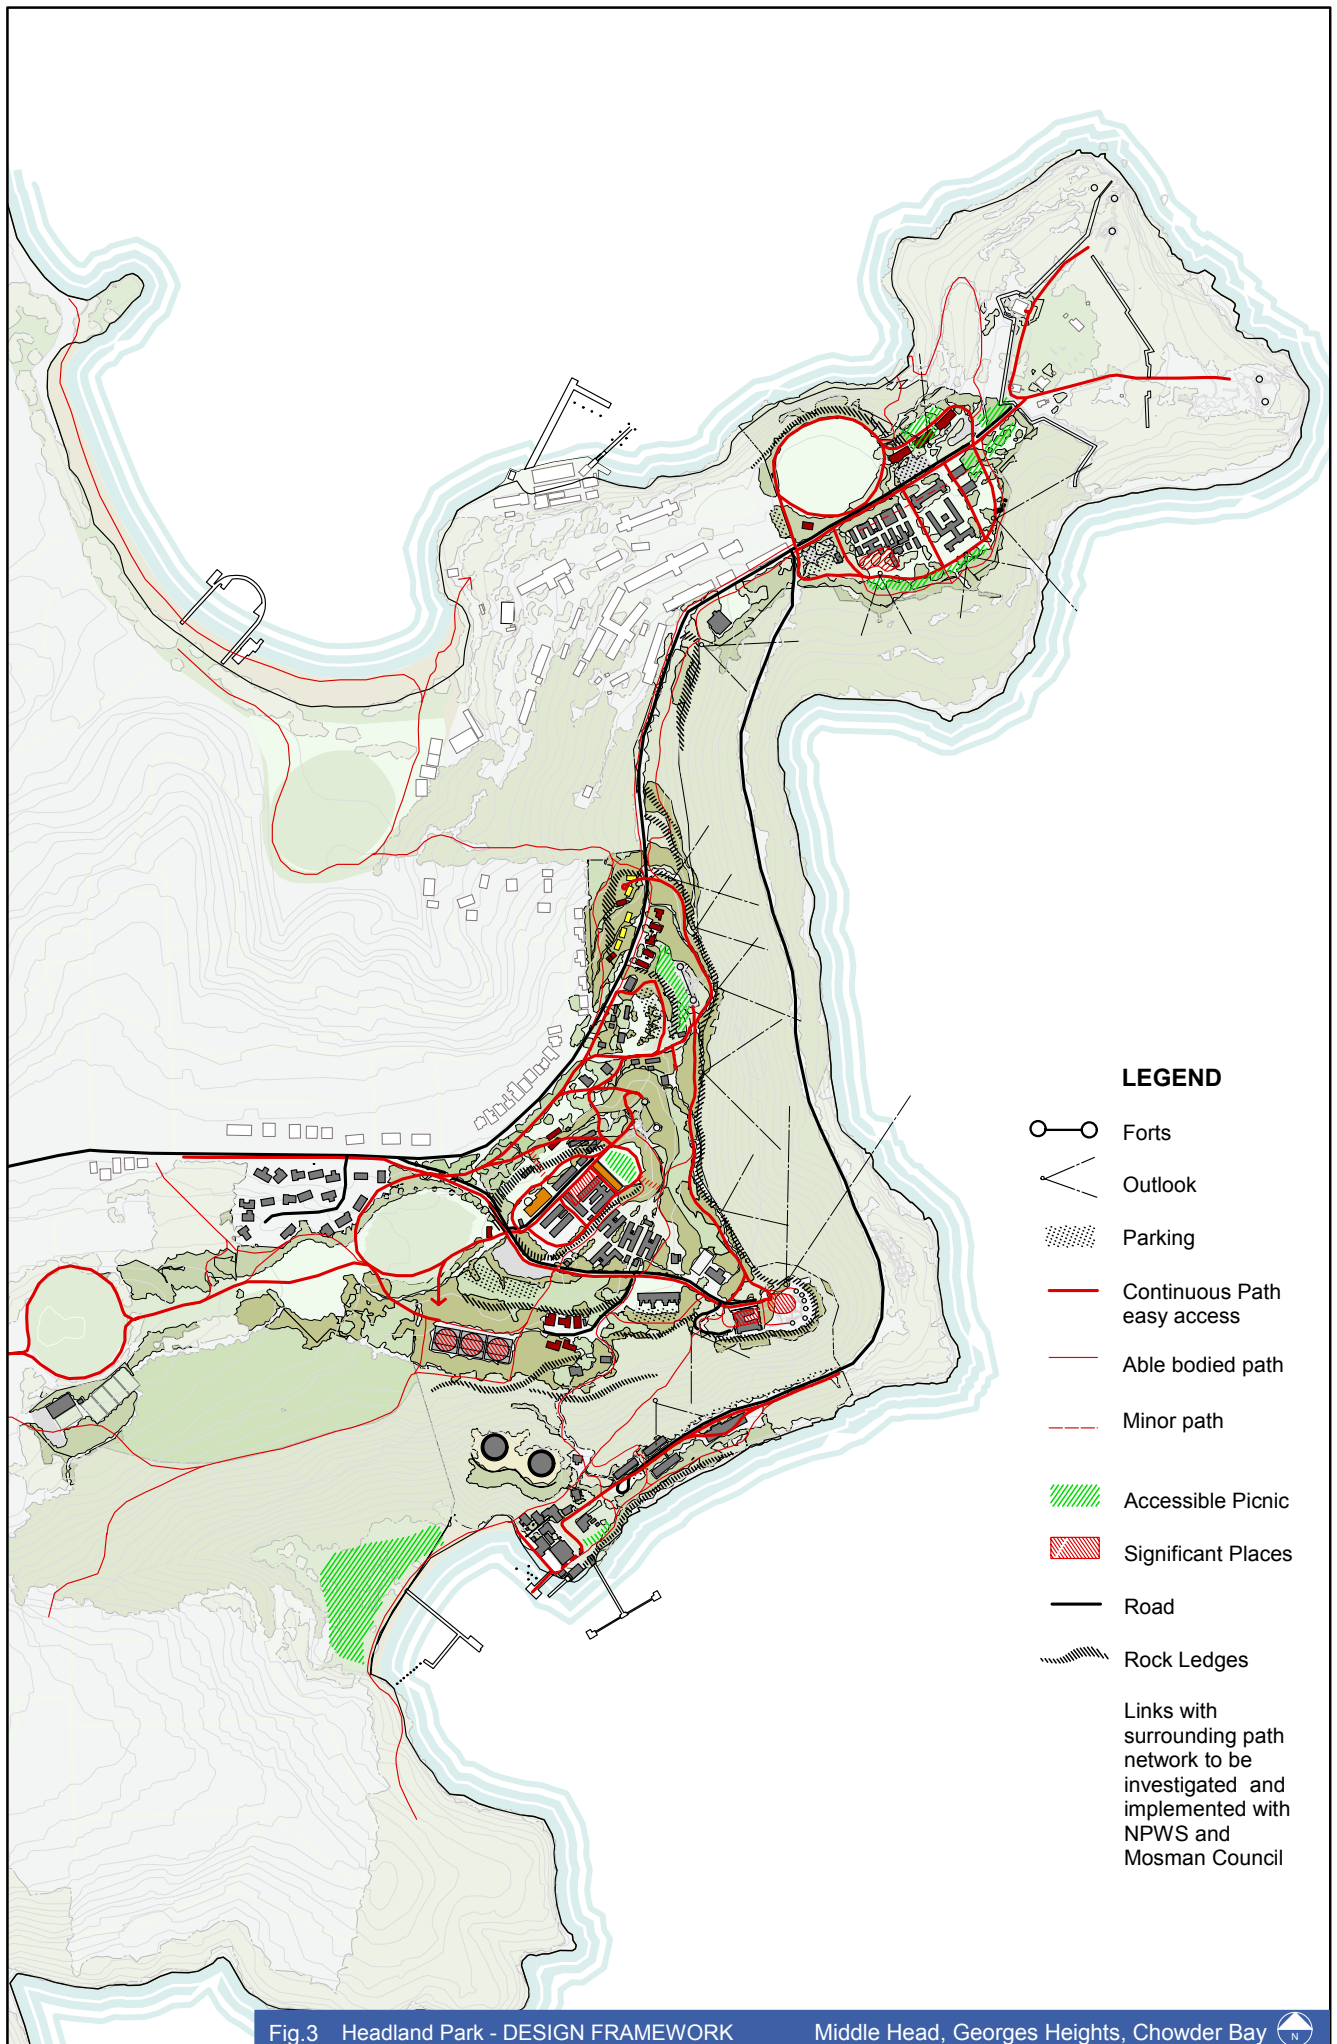 LEGEND
Forts
Outlook
Parking
Continuous Path
easy access
Able bodied path
Minor path
Accessible Picnic
Significant Places
Road
Rock Ledges
Links with
surrounding path
network to be
investigated and
implemented with
NPWS and
Mosman Council
Fig.3 Headland Park - DESIGN FRAMEWORK Middle Head, Georges Heights, Chowder Bay N